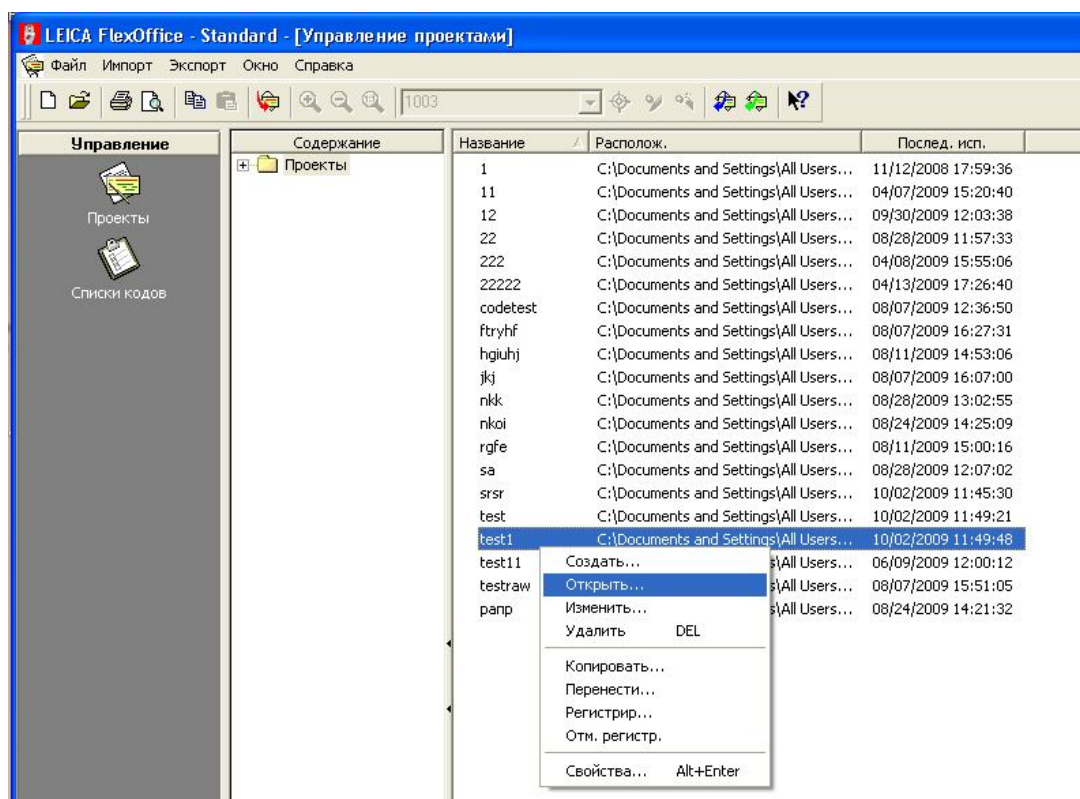 LEICA FlexOffice - Standard - [Управление проектами]
Файл Импорт Экспорт Окно Справка
1003
Управление Содержание Название Располож. Послед. исп.
Проекты
Списки кодов
Проекты
1 C:\Documents and Settings\All Users... 11/12/2008 17:59:36
11 C:\Documents and Settings\All Users... 04/07/2009 15:20:40
12 C:\Documents and Settings\All Users... 09/30/2009 12:03:38
22 C:\Documents and Settings\All Users... 08/28/2009 11:57:33
222 C:\Documents and Settings\All Users... 04/08/2009 15:55:06
22222 C:\Documents and Settings\All Users... 04/13/2009 17:26:40
codetest C:\Documents and Settings\All Users... 08/07/2009 12:36:50
ftryhf C:\Documents and Settings\All Users... 08/07/2009 16:27:31
hgiuhj C:\Documents and Settings\All Users... 08/11/2009 14:53:06
jkj C:\Documents and Settings\All Users... 08/07/2009 16:07:00
nkk C:\Documents and Settings\All Users... 08/28/2009 13:02:55
nkoi C:\Documents and Settings\All Users... 08/24/2009 14:25:09
rgfe C:\Documents and Settings\All Users... 08/11/2009 15:00:16
sa C:\Documents and Settings\All Users... 08/28/2009 12:07:02
srsr C:\Documents and Settings\All Users... 10/02/2009 11:45:30
test C:\Documents and Settings\All Users... 10/02/2009 11:49:21
test1 C:\Documents and Settings\All Users... 10/02/2009 11:49:48
test11 s\All Users... 06/09/2009 12:00:12
testraw s\All Users... 08/07/2009 15:51:05
рапр s\All Users... 08/24/2009 14:21:32
Создать...
Открыть...
Изменить...
Удалить DEL
Копировать...
Перенести...
Регистрир...
Отм. регистр.
Свойства... Alt+Enter